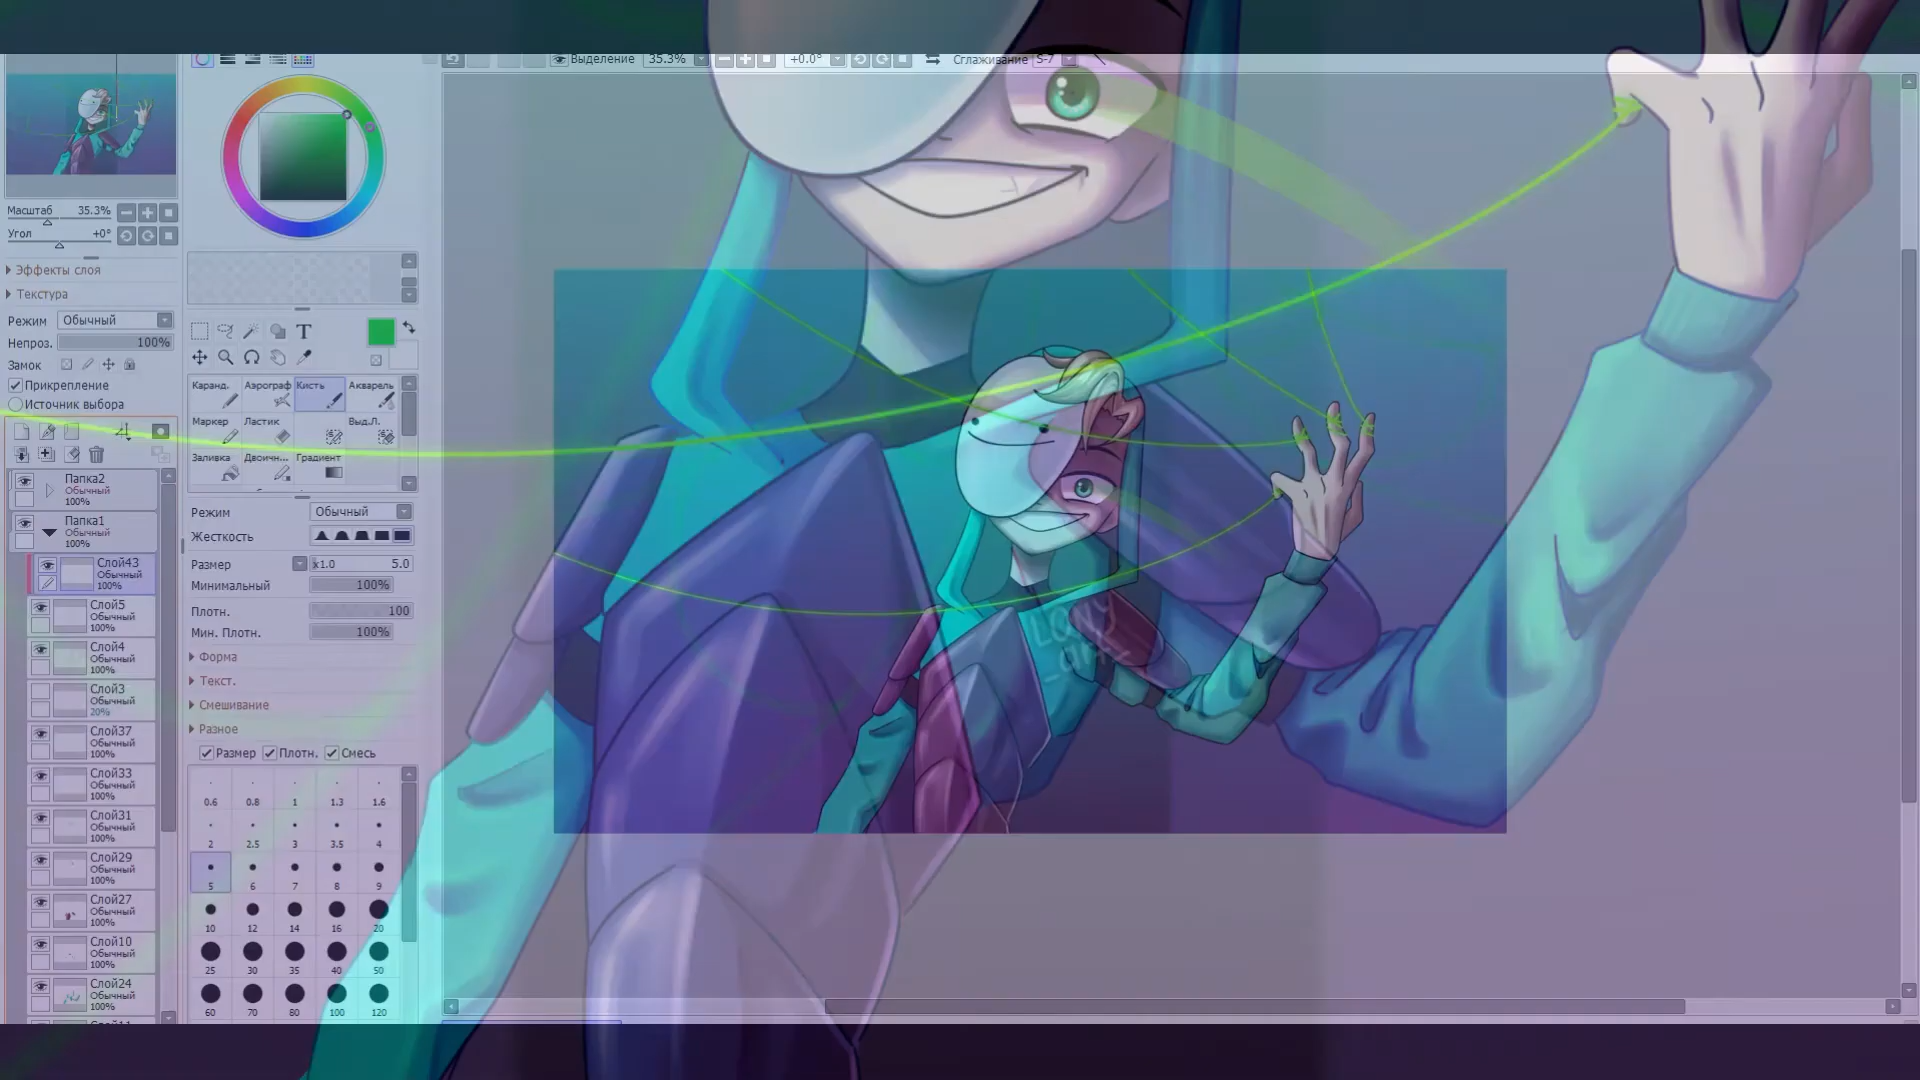 Выделение 35.3% +0.0° Сглаживание S-7
Масштаб 35.3%
Угол +0°
Эффекты слоя
Текстура
Режим Обычный
Непроз. 100%
Замок
Прикрепление
Источник выбора
Папка2
Обычный
100%
Папка1
Обычный
100%
Слой43
Обычный
100%
Слой5
Обычный
100%
Слой4
Обычный
100%
Слой3
Обычный
20%
Слой37
Обычный
100%
Слой33
Обычный
100%
Слой31
Обычный
100%
Слой29
Обычный
100%
Слой27
Обычный
100%
Слой10
Обычный
100%
Слой24
Обычный
100%
T
Каранд. Аэрограф Кисть Акварель
Маркер Ластик Выд.Л.
Заливка Двоичн... Градиент
Режим Обычный
Жесткость
Размер x1.0 5.0
Минимальный 100%
Плотн. 100
Мин. Плотн. 100%
Форма
Текст.
Смешивание
Разное
Размер Плотн. Смесь
0.6 0.8 1 1.3 1.6
2 2.5 3 3.5 4
5 6 7 8 9
10 12 14 16 20
25 30 35 40 50
60 70 80 100 120
LONY
art